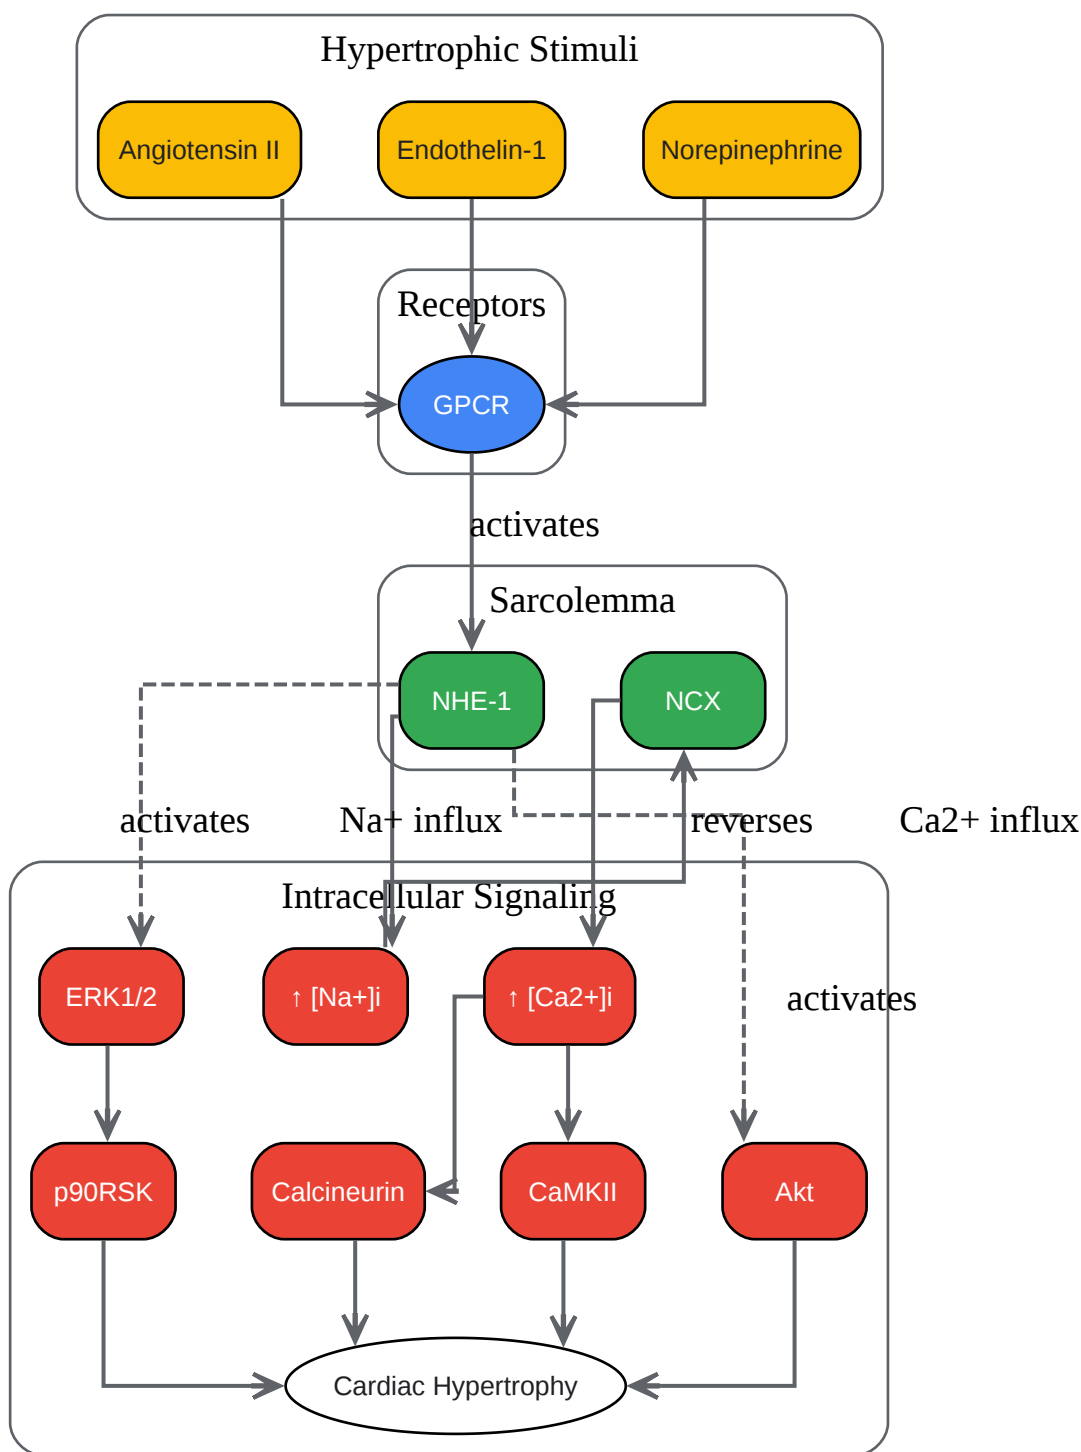 Hypertrophic Stimuli
Angiotensin II
Endothelin-1
Norepinephrine
Receptors
GPCR
activates
Sarcolemma
NHE-1
NCX
activates
Na+ influx
reverses
Ca2+ influx
Intracellular Signaling
ERK1/2
↑ [Na+]i
↑ [Ca2+]i
activates
p90RSK
Calcineurin
CaMKII
Akt
Cardiac Hypertrophy